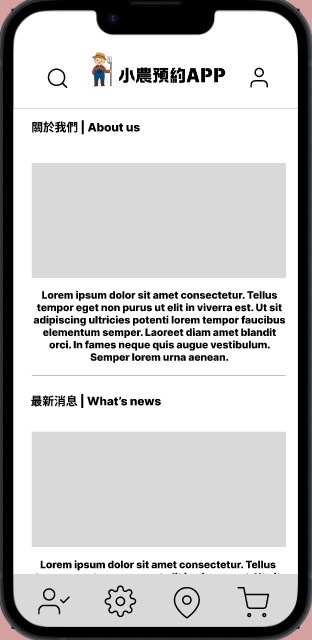 小農預約APP
關於我們 | About us
Lorem ipsum dolor sit amet consectetur. Tellus
tempor eget non purus ut elit in viverra est. Ut sit
adipiscing ultricies potenti lorem tempor faucibus
elementum semper. Laoreet diam amet blandit
orci. In fames neque quis augue vestibulum.
Semper lorem urna aenean.
最新消息 | What's news
Lorem ipsum dolor sit amet consectetur. Tellus